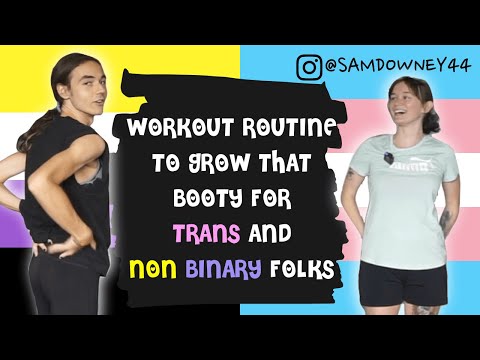 @SAMDOWNEY44
WORKOUT ROUTINE
TO GROW THAT
BOOTY FOR
TRANS AND
NON BINARY FOLKS
PUMA